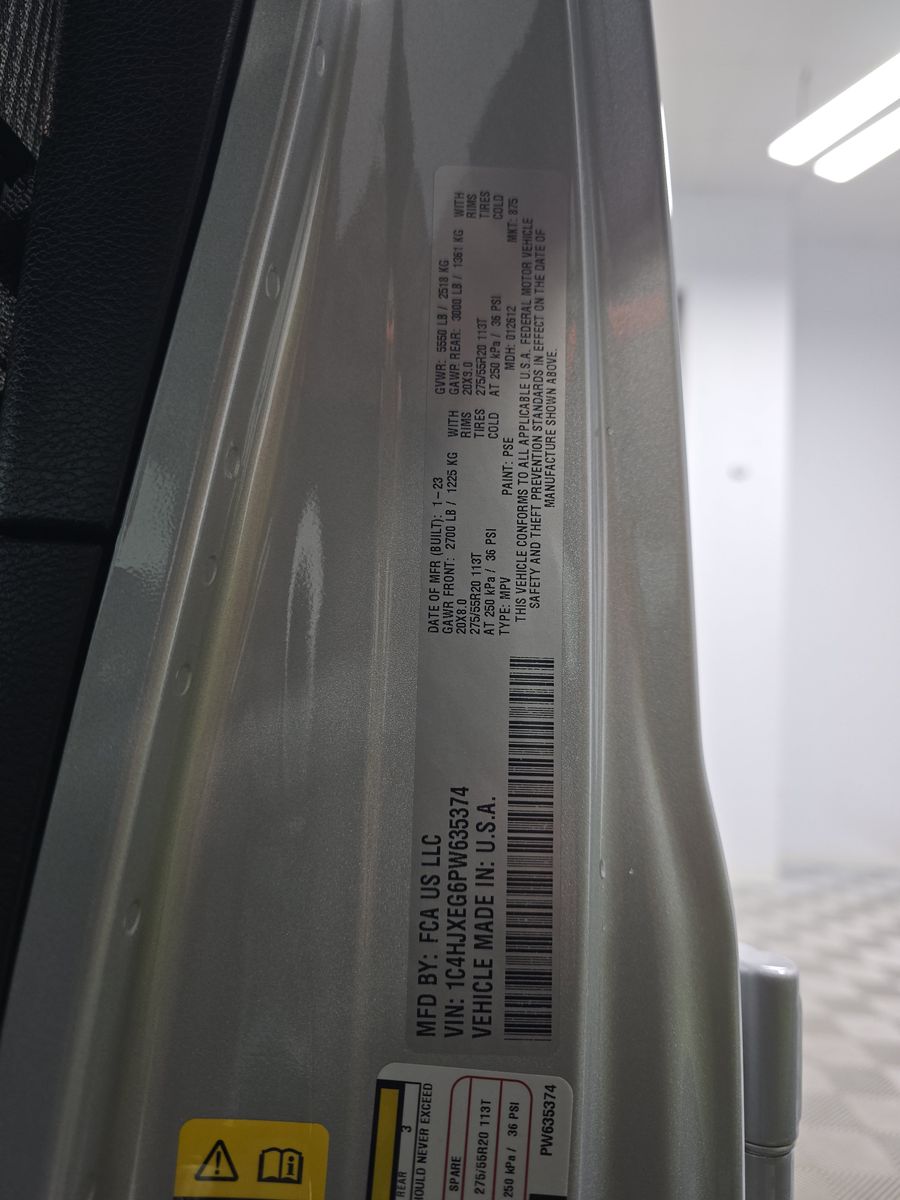 MFD BY: FCA US LLC
VIN: 1C4HJXEG6PW635374
VEHICLE MADE IN: U.S.A.
DATE OF MFR (BUILT): 1-23 GVWR: 5550 LB / 2518 KG
GAWR FRONT: 2700 LB / 1225 KG WITH GAWR REAR: 3000 LB / 1361 KG WITH
20X8.0 RIMS 20X3.0 RIMS
275/55R20 113T TIRES 275/55R20 113T TIRES
AT 250 kPa / 36 PSI COLD AT 250 kPa / 36 PSI COLD
TYPE: MPV PAINT: PSE MDH: 012612 MKT: 875
THIS VEHICLE CONFORMS TO ALL APPLICABLE U.S.A. FEDERAL MOTOR VEHICLE
SAFETY AND THEFT PREVENTION STANDARDS IN EFFECT ON THE DATE OF
MANUFACTURE SHOWN ABOVE.
REAR 3
HOULD NEVER EXCEED
SPARE
275/55R20 113T
250 kPa / 36 PSI
PW635374